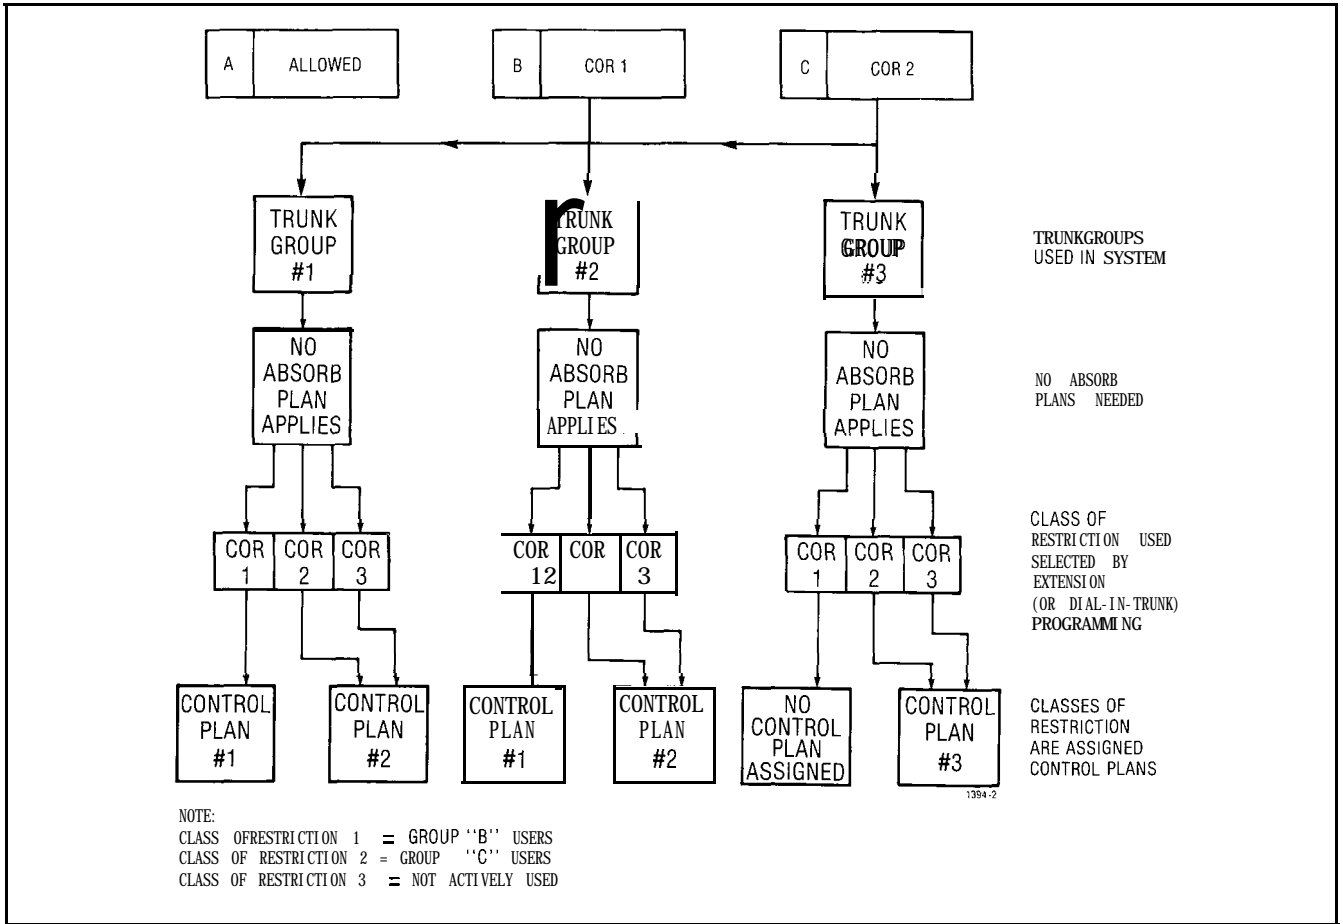 A ALLOWED
B COR 1
C COR 2
TRUNK
GROUP
#1
TRUNK
GROUP
#2
TRUNK
GROUP
#3
TRUNKGROUPS
USED IN SYSTEM
NO
ABSORB
PLAN
APPLIES
NO
ABSORB
PLAN
APPLIES
NO
ABSORB
PLAN
APPLIES
NO ABSORB
PLANS NEEDED
COR
1
COR
2
COR
3
COR
12
COR
COR
3
COR
1
COR
2
COR
3
CLASS OF
RESTRICTION USED
SELECTED BY
EXTENSION
(OR DIAL-IN-TRUNK)
PROGRAMMING
CONTROL
PLAN
#1
CONTROL
PLAN
#2
CONTROL
PLAN
#1
CONTROL
PLAN
#2
NO
CONTROL
PLAN
ASSIGNED
CONTROL
PLAN
#3
CLASSES OF
RESTRICTION
ARE ASSIGNED
CONTROL PLANS
1394-2
NOTE:
CLASS OFRESTRICTION 1 = GROUP "B" USERS
CLASS OF RESTRICTION 2 = GROUP "C" USERS
CLASS OF RESTRICTION 3 = NOT ACTIVELY USED